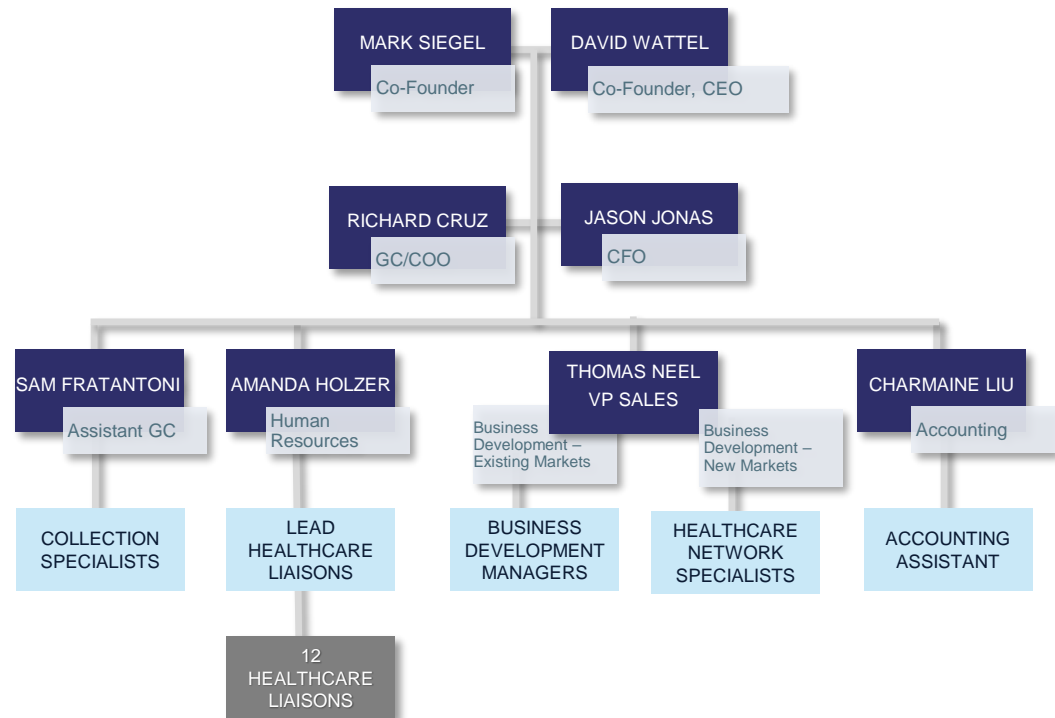 MARK SIEGEL
Co-Founder
DAVID WATTEL
Co-Founder, CEO
RICHARD CRUZ
GC/COO
JASON JONAS
CFO
SAM FRATANTONI
Assistant GC
AMANDA HOLZER
Human
Resources
THOMAS NEEL
VP SALES
Business
Development –
Existing Markets
Business
Development –
New Markets
CHARMAINE LIU
Accounting
COLLECTION
SPECIALISTS
LEAD
HEALTHCARE
LIAISONS
BUSINESS
DEVELOPMENT
MANAGERS
HEALTHCARE
NETWORK
SPECIALISTS
ACCOUNTING
ASSISTANT
12
HEALTHCARE
LIAISONS